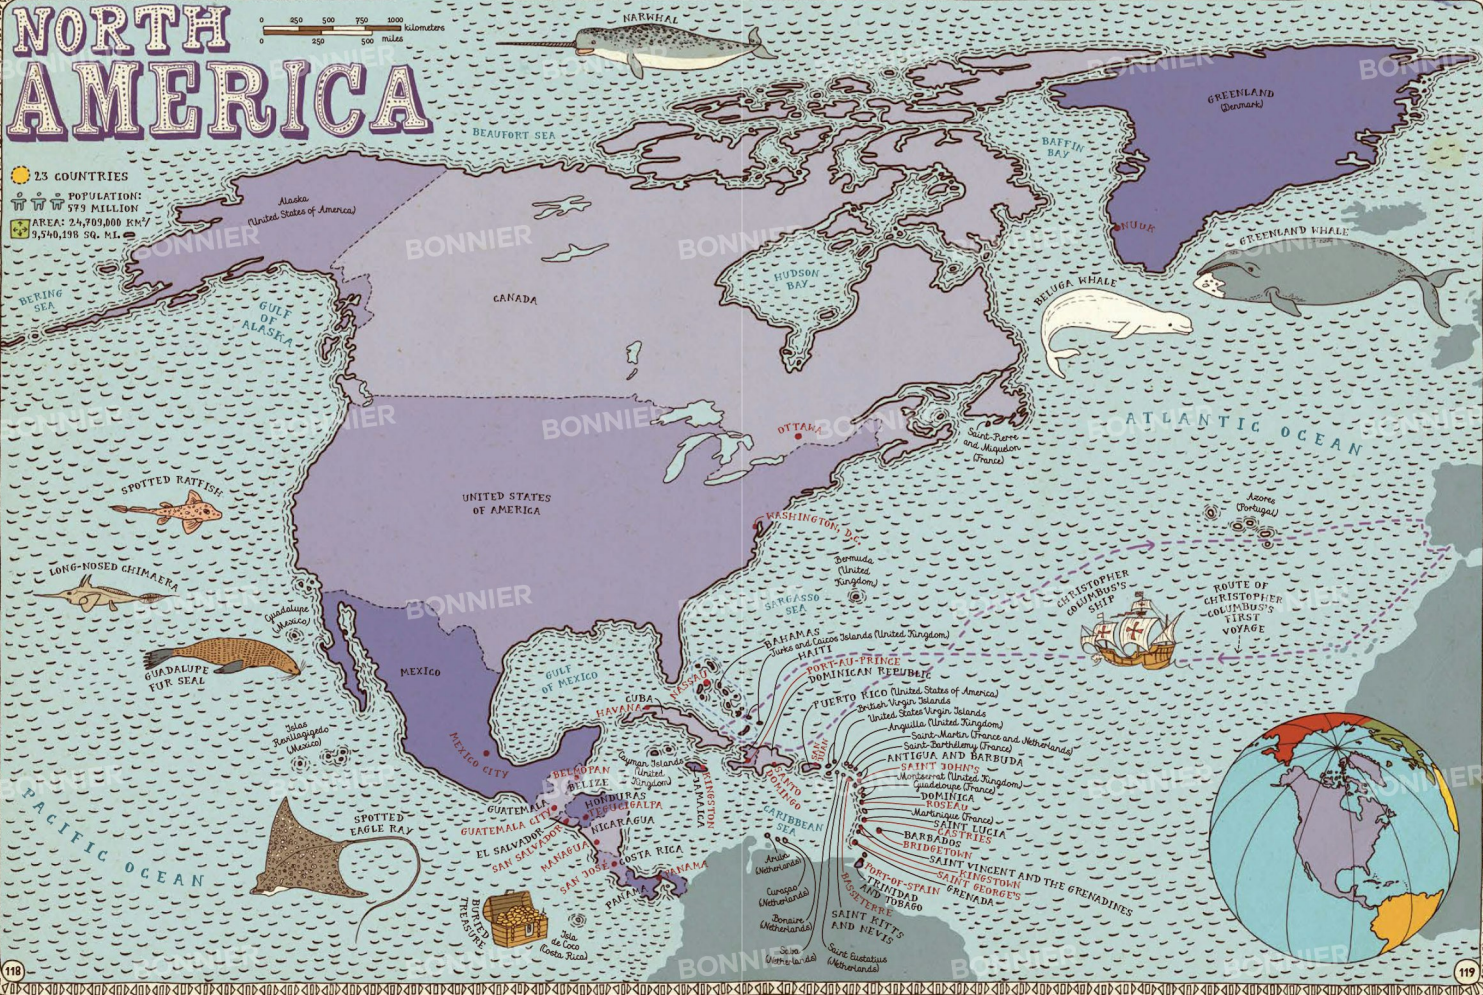 NORTH
AMERICA
0 250 500 750 1000
kilometers
0 250 500 miles
23 COUNTRIES
POPULATION:
579 MILLION
AREA: 24,709,000 KM²/
9,540,198 SQ. MI.
NARWHAL
BEAUFORT SEA
BAFFIN
BAY
GREENLAND
(Denmark)
NUUK
GREENLAND WHALE
BELUGA WHALE
Alaska
(United States of America)
BERING
SEA
GULF
OF
ALASKA
CANADA
HUDSON
BAY
OTTAWA
Saint-Pierre
and Miquelon
(France)
ATLANTIC OCEAN
UNITED STATES
OF AMERICA
WASHINGTON, D.C.
SPOTTED RATFISH
LONG-NOSED CHIMAERA
Guadalupe
(Mexico)
GUADALUPE
FUR SEAL
Islas
Revillagigedo
(Mexico)
PACIFIC OCEAN
SPOTTED
EAGLE RAY
Azores
(Portugal)
CHRISTOPHER
COLUMBUS'S
SHIP
ROUTE OF
CHRISTOPHER
COLUMBUS'S
FIRST
VOYAGE
Bermuda
(United
Kingdom)
SARGASSO
SEA
MEXICO
MEXICO CITY
GULF
OF MEXICO
BAHAMAS
NASSAU
Turks and Caicos Islands (United Kingdom)
HAITI
PORT-AU-PRINCE
DOMINICAN REPUBLIC
SANTO
DOMINGO
CUBA
HAVANA
Cayman Islands
(United
Kingdom)
JAMAICA
KINGSTON
PUERTO RICO (United States of America)
SAN
JUAN
British Virgin Islands
United States Virgin Islands
Anguilla (United Kingdom)
Saint-Martin (France and Netherlands)
Saint-Barthélemy (France)
ANTIGUA AND BARBUDA
SAINT JOHN'S
Montserrat (United Kingdom)
Guadeloupe (France)
DOMINICA
ROSEAU
Martinique (France)
SAINT LUCIA
CASTRIES
BARBADOS
BRIDGETOWN
SAINT VINCENT AND THE GRENADINES
KINGSTOWN
SAINT GEORGE'S
GRENADA
PORT-OF-SPAIN
TRINIDAD
AND TOBAGO
BASSETERRE
SAINT KITTS
AND NEVIS
Saint Eustatius
(Netherlands)
Saba
(Netherlands)
Bonaire
(Netherlands)
Curaçao
(Netherlands)
Aruba
(Netherlands)
CARIBBEAN
SEA
BELMOPAN
BELIZE
GUATEMALA
GUATEMALA CITY
HONDURAS
TEGUCIGALPA
EL SALVADOR
SAN SALVADOR
NICARAGUA
MANAGUA
COSTA RICA
SAN JOSÉ
PANAMA
PANAMA
BURIED
TREASURE
Isla
de Coco
(Costa Rica)
118
119
BONNIER